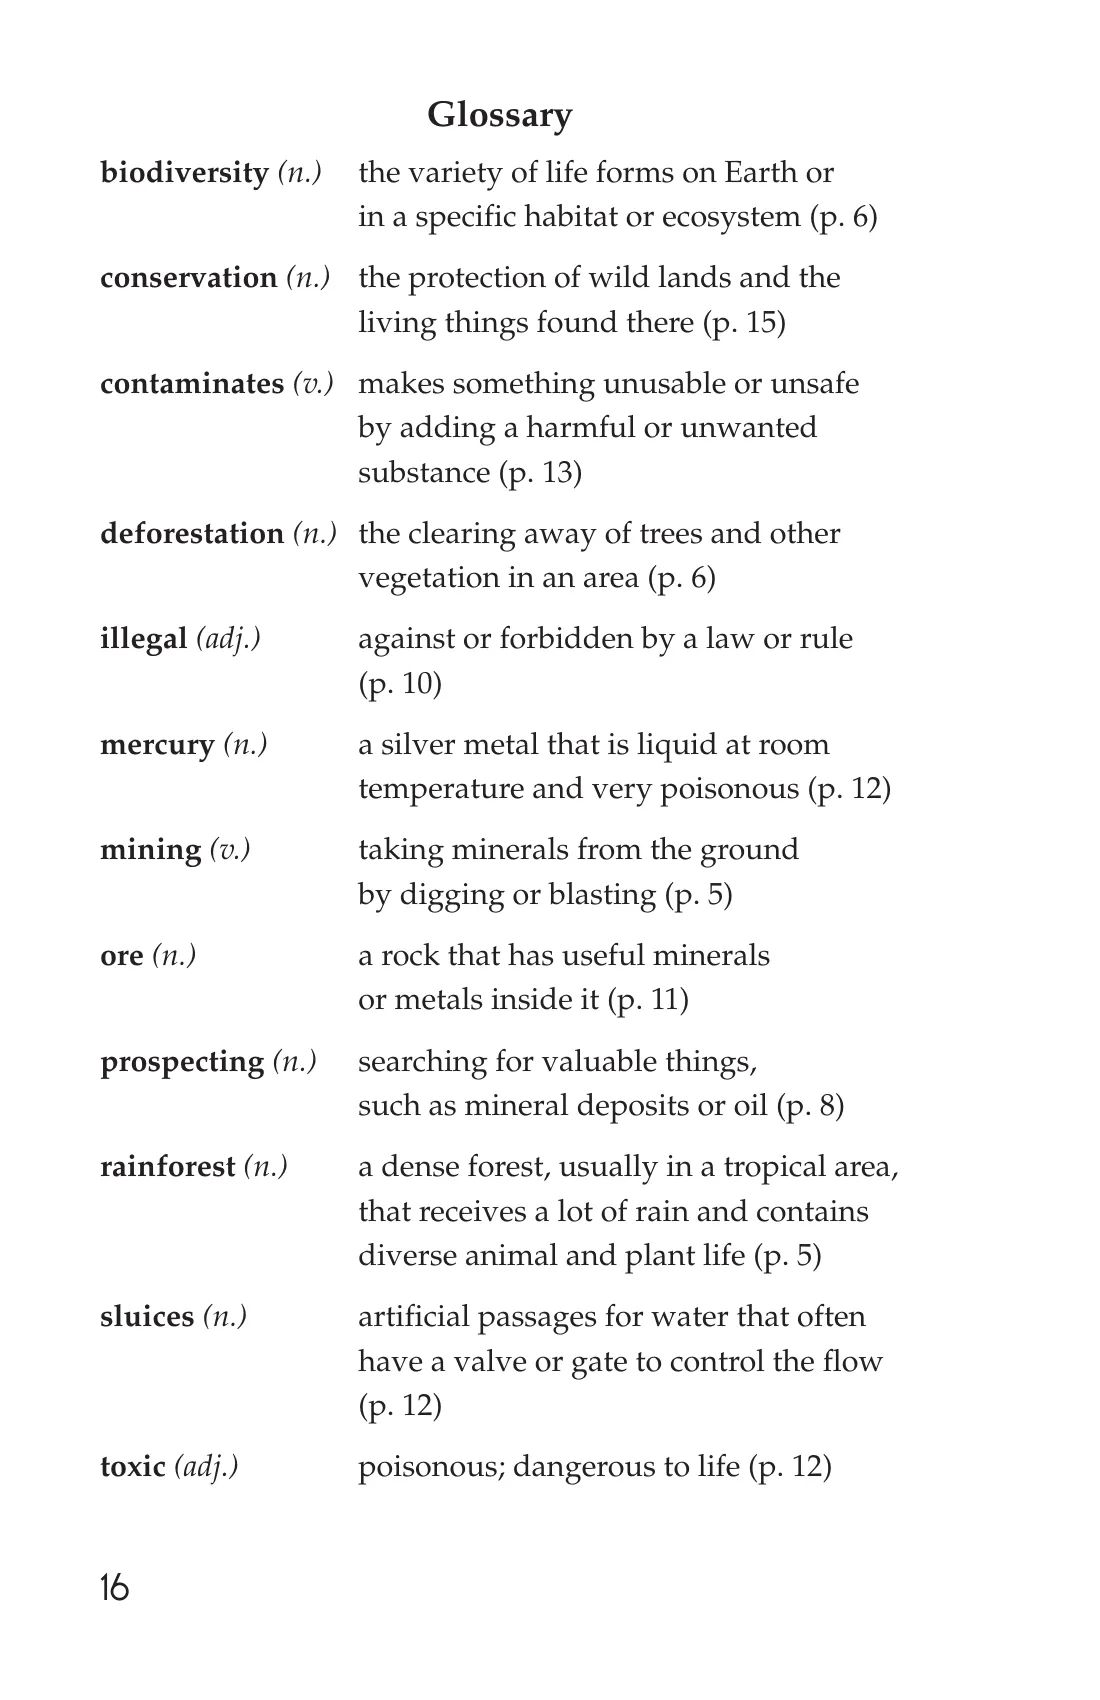 Glossary
biodiversity (n.) the variety of life forms on Earth or
in a specific habitat or ecosystem (p. 6)
conservation (n.) the protection of wild lands and the
living things found there (p. 15)
contaminates (v.) makes something unusable or unsafe
by adding a harmful or unwanted
substance (p. 13)
deforestation (n.) the clearing away of trees and other
vegetation in an area (p. 6)
illegal (adj.) against or forbidden by a law or rule
(p. 10)
mercury (n.) a silver metal that is liquid at room
temperature and very poisonous (p. 12)
mining (v.) taking minerals from the ground
by digging or blasting (p. 5)
ore (n.) a rock that has useful minerals
or metals inside it (p. 11)
prospecting (n.) searching for valuable things,
such as mineral deposits or oil (p. 8)
rainforest (n.) a dense forest, usually in a tropical area,
that receives a lot of rain and contains
diverse animal and plant life (p. 5)
sluices (n.) artificial passages for water that often
have a valve or gate to control the flow
(p. 12)
toxic (adj.) poisonous; dangerous to life (p. 12)
16